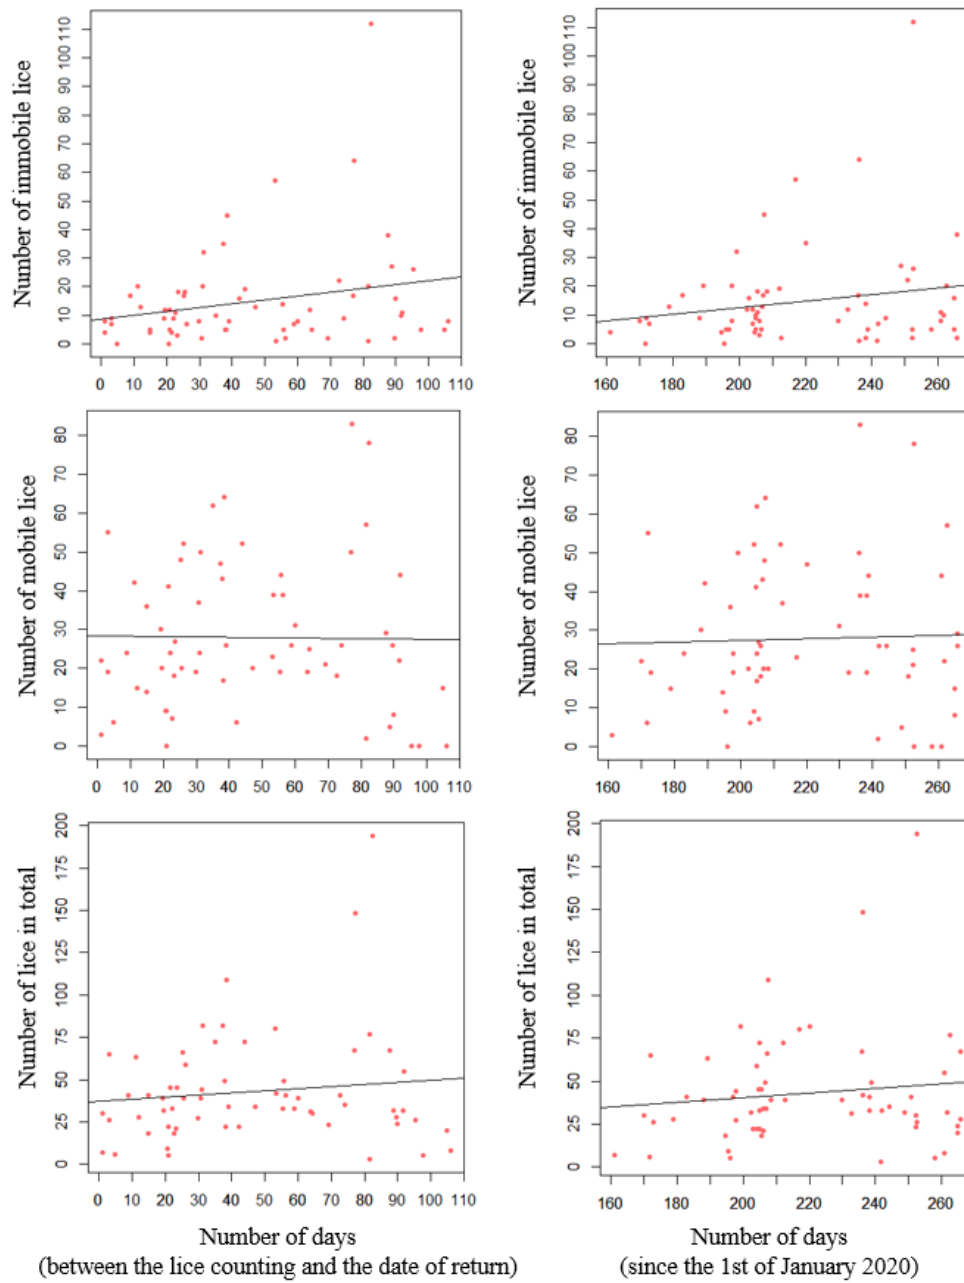 Number of immobile lice
0 10 20 30 40 50 60 70 80 90 100 110
0 10 20 30 40 50 60 70 80 90 100 110
Number of immobile lice
0 10 20 30 40 50 60 70 80 90 100 110
160 180 200 220 240 260
Number of mobile lice
0 10 20 30 40 50 60 70 80
0 10 20 30 40 50 60 70 80 90 100 110
Number of mobile lice
0 10 20 30 40 50 60 70 80
160 180 200 220 240 260
Number of lice in total
0 25 50 75 100 125 150 175 200
0 10 20 30 40 50 60 70 80 90 100 110
Number of lice in total
0 25 50 75 100 125 150 175 200
160 180 200 220 240 260
Number of days
(between the lice counting and the date of return)
Number of days
(since the 1st of January 2020)